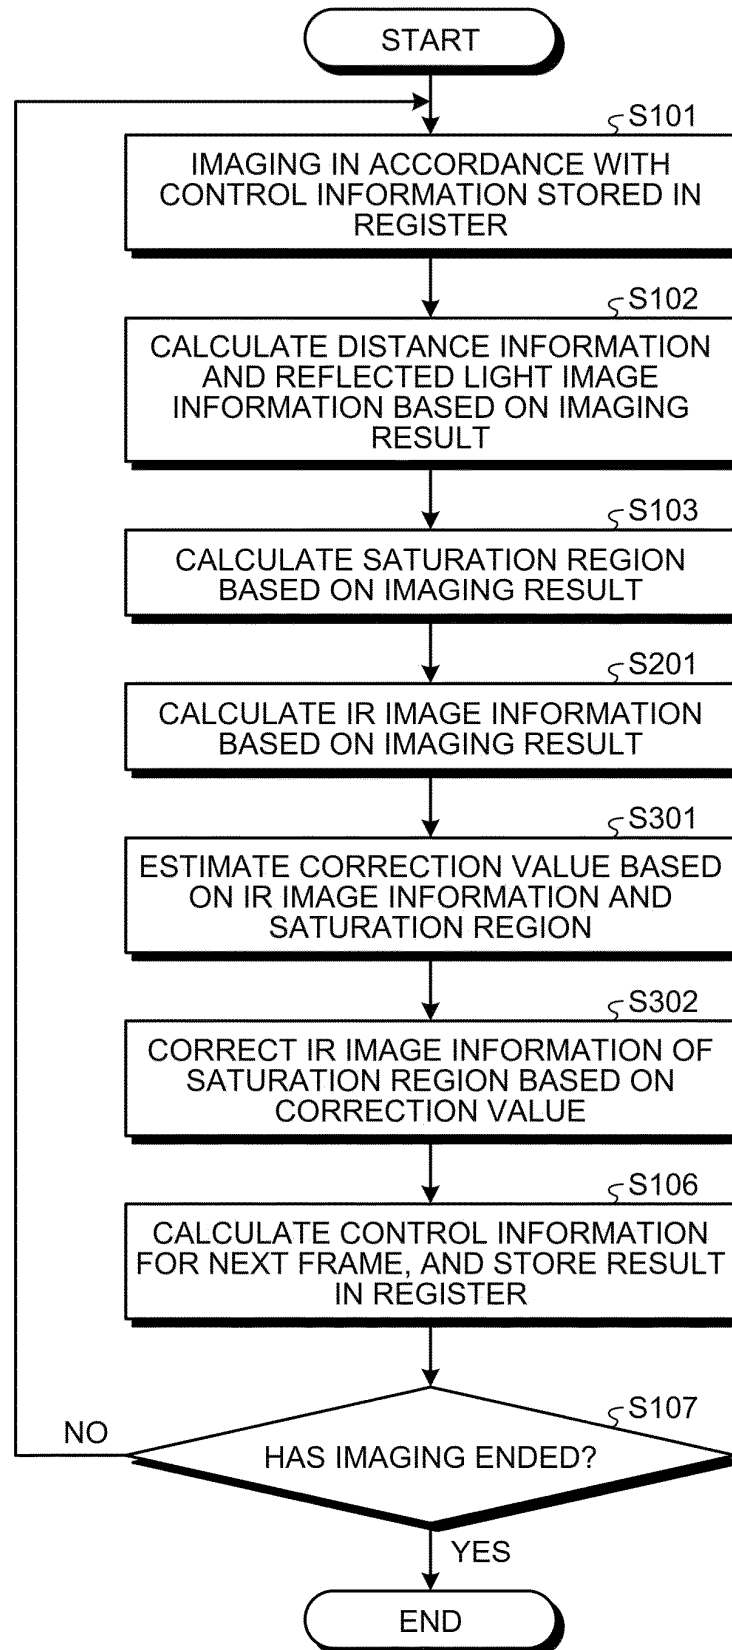 START
S101
IMAGING IN ACCORDANCE WITH
CONTROL INFORMATION STORED IN
REGISTER
S102
CALCULATE DISTANCE INFORMATION
AND REFLECTED LIGHT IMAGE
INFORMATION BASED ON IMAGING
RESULT
S103
CALCULATE SATURATION REGION
BASED ON IMAGING RESULT
S201
CALCULATE IR IMAGE INFORMATION
BASED ON IMAGING RESULT
S301
ESTIMATE CORRECTION VALUE BASED
ON IR IMAGE INFORMATION AND
SATURATION REGION
S302
CORRECT IR IMAGE INFORMATION OF
SATURATION REGION BASED ON
CORRECTION VALUE
S106
CALCULATE CONTROL INFORMATION
FOR NEXT FRAME, AND STORE RESULT
IN REGISTER
S107
NO
HAS IMAGING ENDED?
YES
END